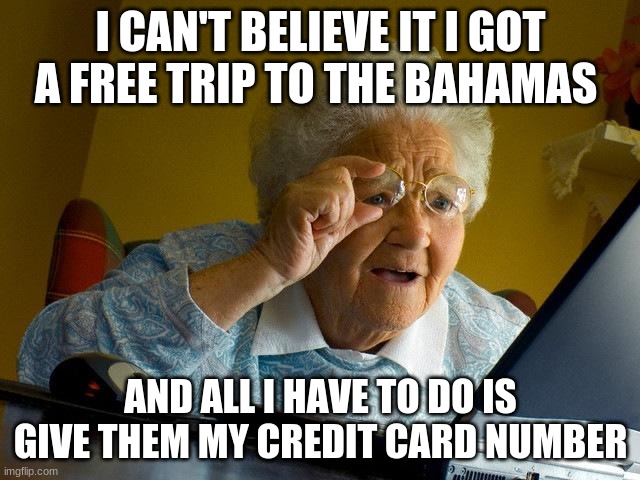 I CAN'T BELIEVE IT I GOT
A FREE TRIP TO THE BAHAMAS
AND ALL I HAVE TO DO IS
GIVE THEM MY CREDIT CARD NUMBER
imgflip.com